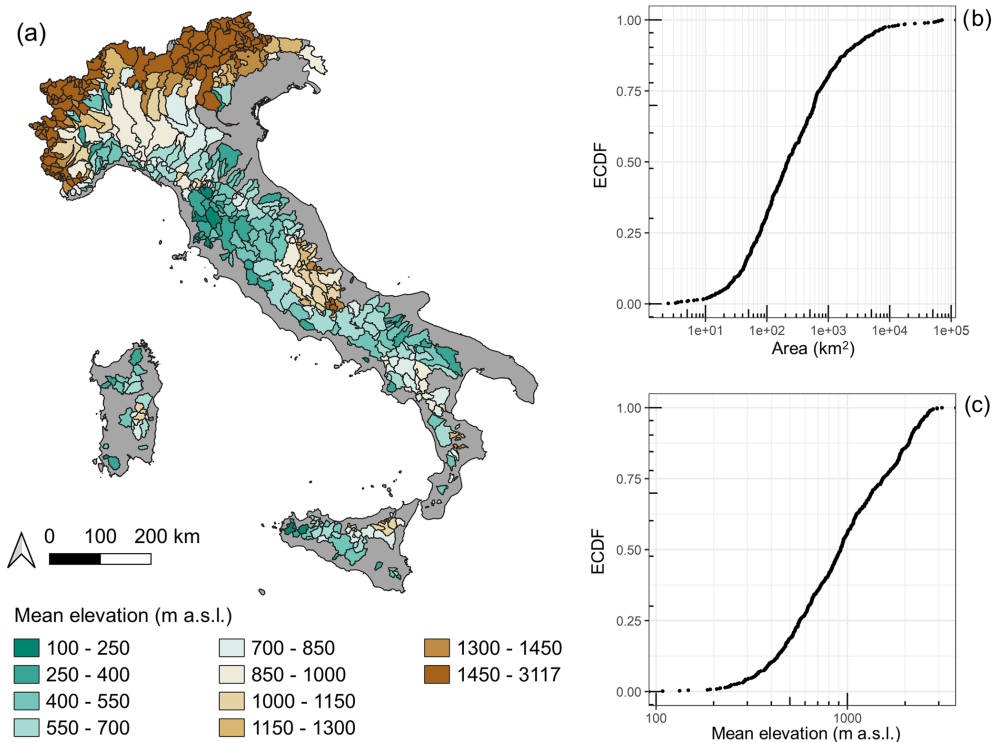 (a)
0 100 200 km
Mean elevation (m a.s.l.)
100 - 250
250 - 400
400 - 550
550 - 700
700 - 850
850 - 1000
1000 - 1150
1150 - 1300
1300 - 1450
1450 - 3117
(b)
ECDF
1.00
0.75
0.50
0.25
0.00
1e+01 1e+02 1e+03 1e+04 1e+05
Area (km²)
(c)
ECDF
1.00
0.75
0.50
0.25
0.00
100 1000
Mean elevation (m a.s.l.)